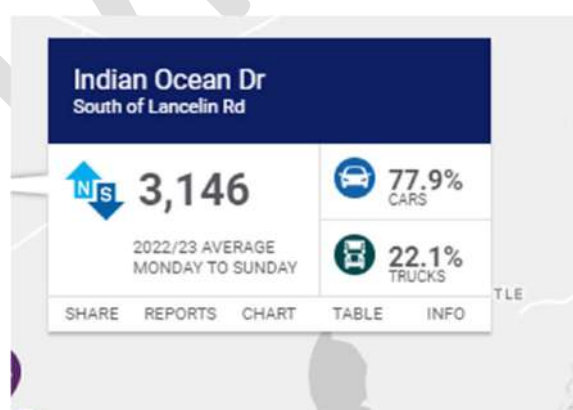 Indian Ocean Dr
South of Lancelin Rd
N S
3,146
2022/23 AVERAGE
MONDAY TO SUNDAY
77.9%
CARS
22.1%
TRUCKS
SHARE REPORTS CHART TABLE INFO
TLE